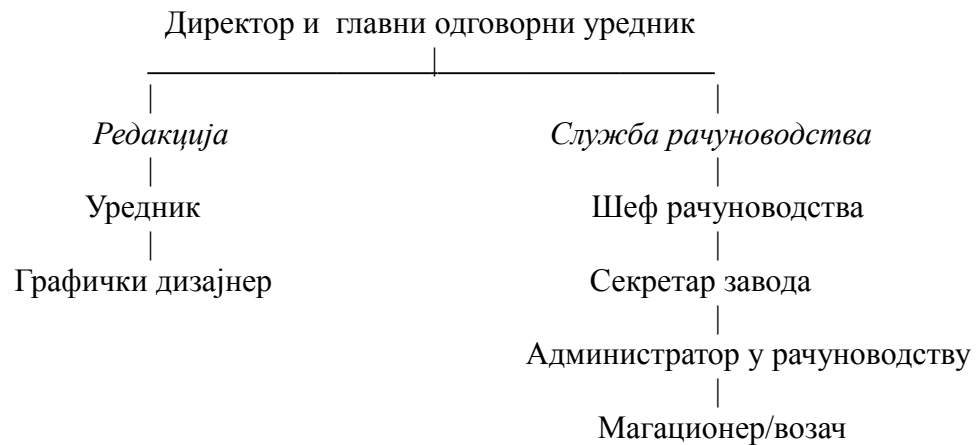 Директор и главни одговорни уредник
Редакција
Служба рачуноводства
Уредник
Шеф рачуноводства
Графички дизајнер
Секретар завода
Администратор у рачуноводству
Магационер/возач